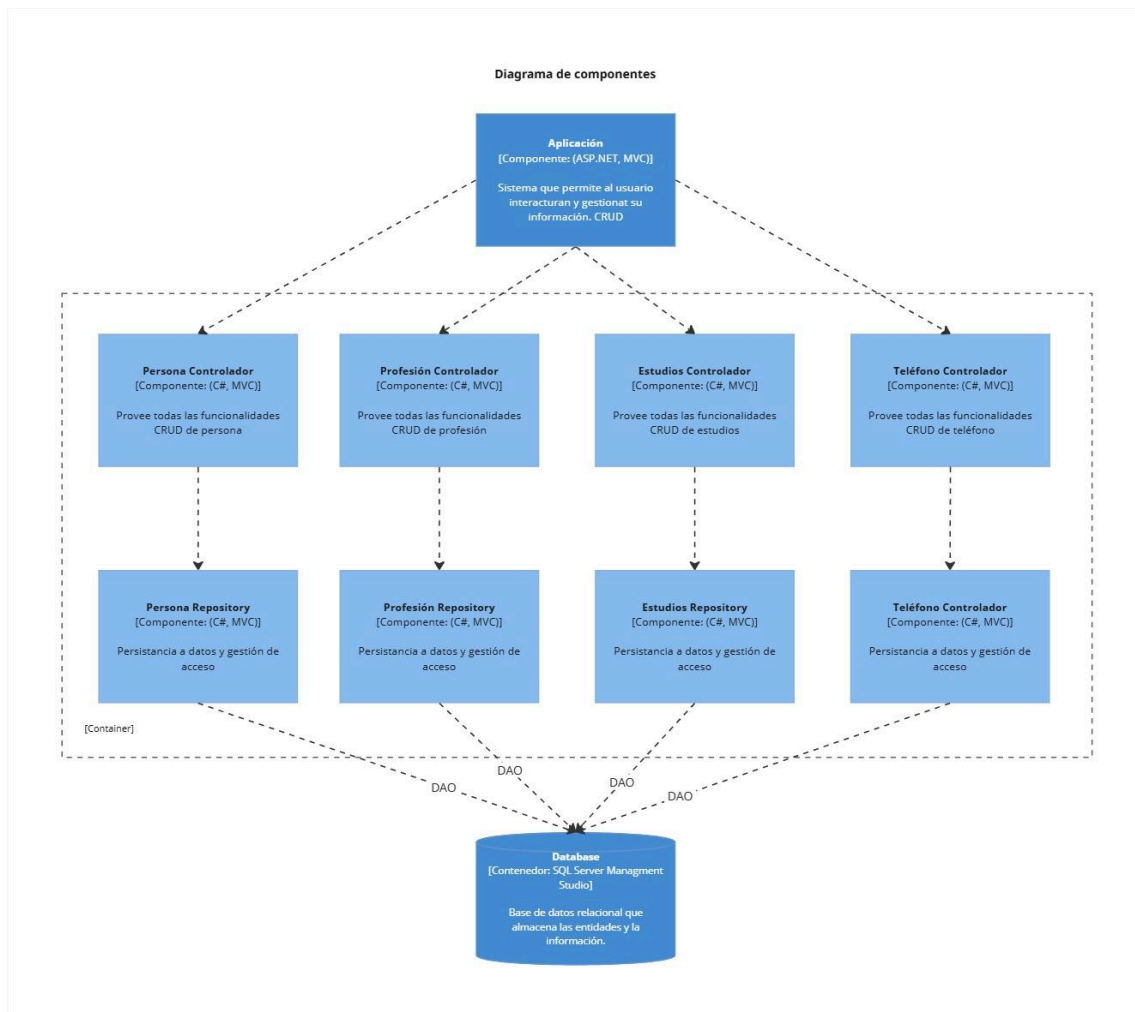 Diagrama de componentes
Aplicación
[Componente: (ASP.NET, MVC)]
Sistema que permite al usuario
interacturan y gestionat su
información. CRUD
Persona Controlador
[Componente: (C#, MVC)]
Provee todas las funcionalidades
CRUD de persona
Profesión Controlador
[Componente: (C#, MVC)]
Provee todas las funcionalidades
CRUD de profesión
Estudios Controlador
[Componente: (C#, MVC)]
Provee todas las funcionalidades
CRUD de estudios
Teléfono Controlador
[Componente: (C#, MVC)]
Provee todas las funcionalidades
CRUD de teléfono
Persona Repository
[Componente: (C#, MVC)]
Persistancia a datos y gestión de
acceso
Profesión Repository
[Componente: (C#, MVC)]
Persistancia a datos y gestión de
acceso
Estudios Repository
[Componente: (C#, MVC)]
Persistancia a datos y gestión de
acceso
Teléfono Controlador
[Componente: (C#, MVC)]
Persistancia a datos y gestión de
acceso
[Container]
DAO
DAO
DAO
DAO
Database
[Contenedor: SQL Server Managment
Studio]
Base de datos relacional que
almacena las entidades y la
información.